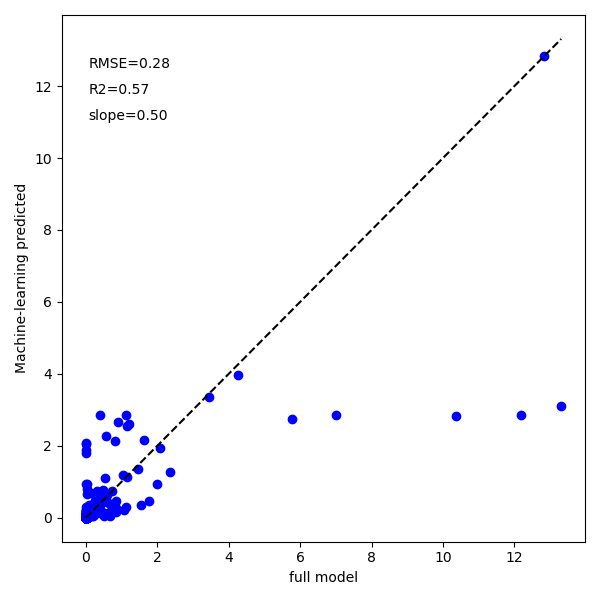 RMSE=0.28
R2=0.57
slope=0.50
Machine-learning predicted
12
10
8
6
4
2
0
0 2 4 6 8 10 12
full model